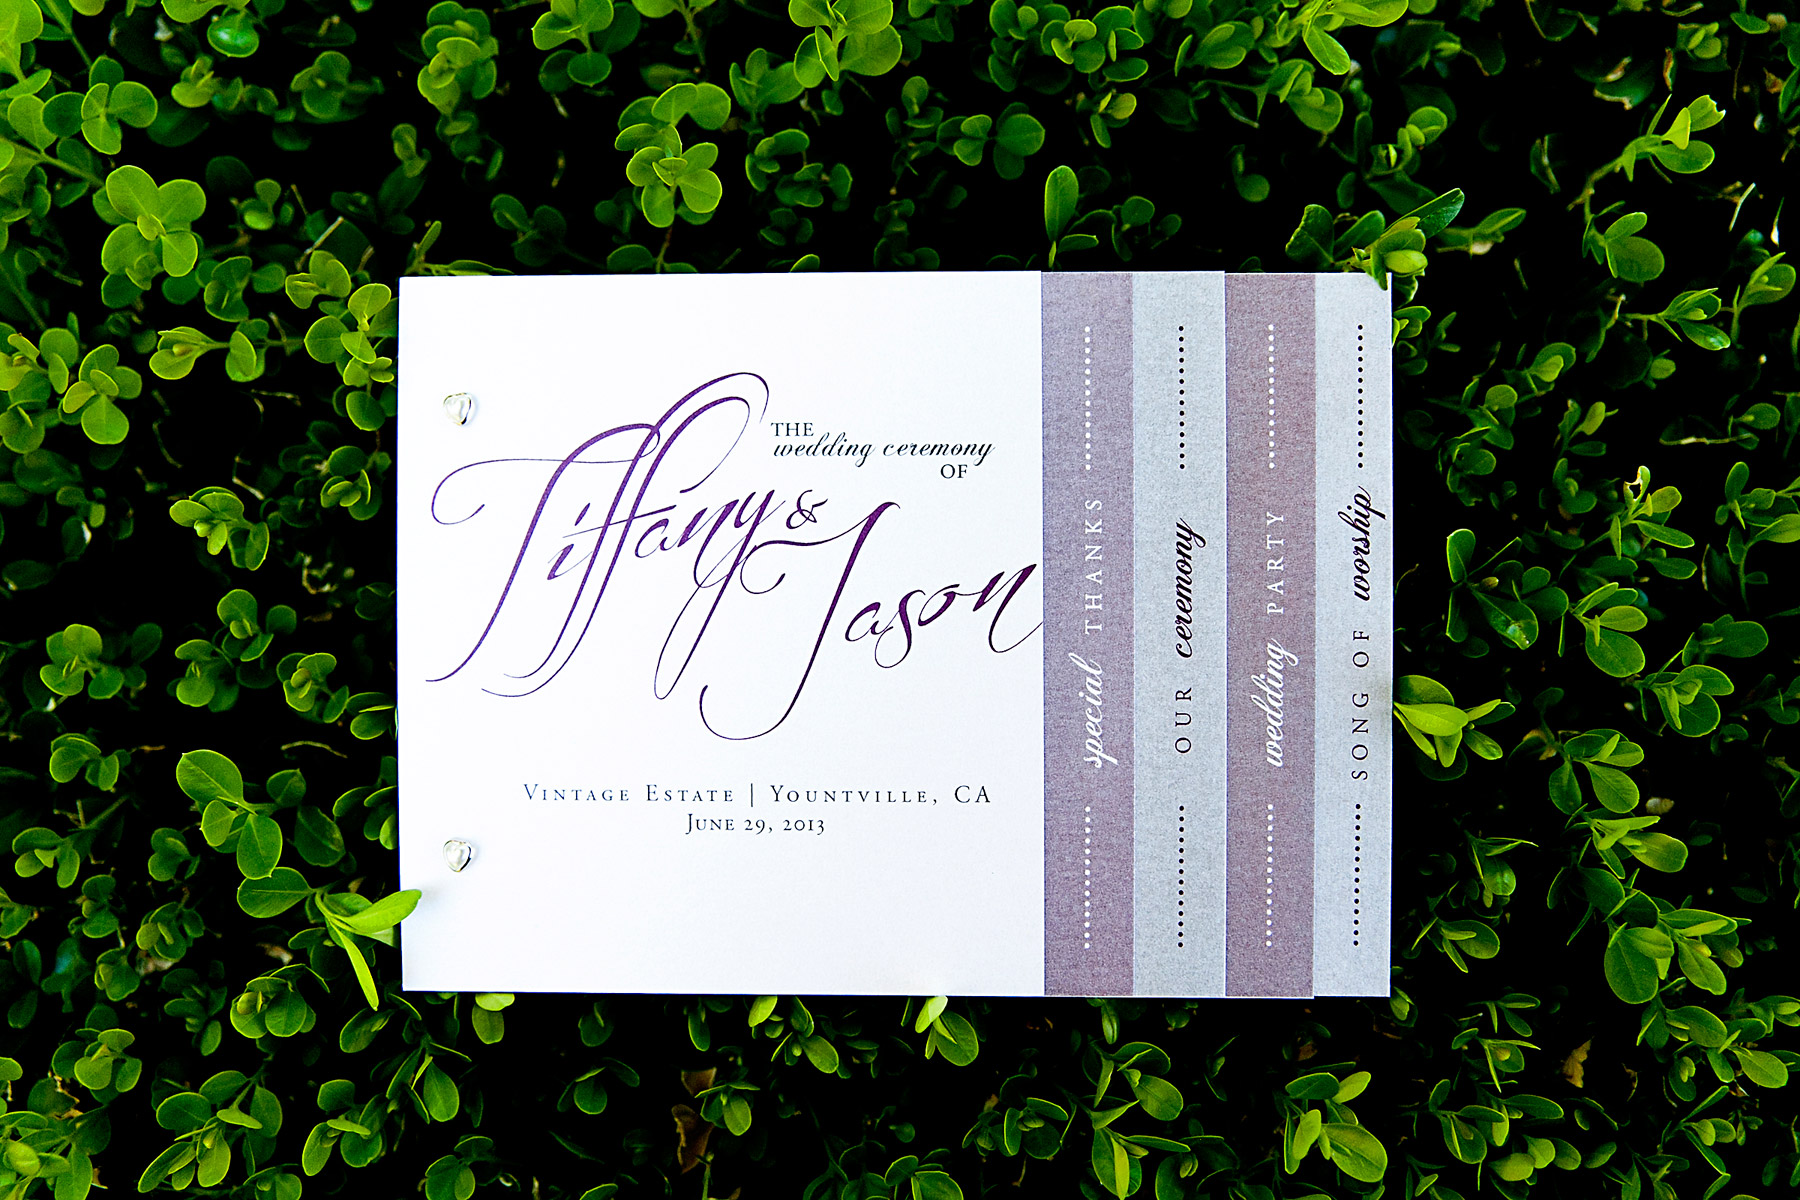 THE
wedding ceremony
OF
Tiffany &
Jason
Vintage Estate | Yountville, CA
June 29, 2013
special THANKS
OUR ceremony
wedding PARTY
SONG OF worship